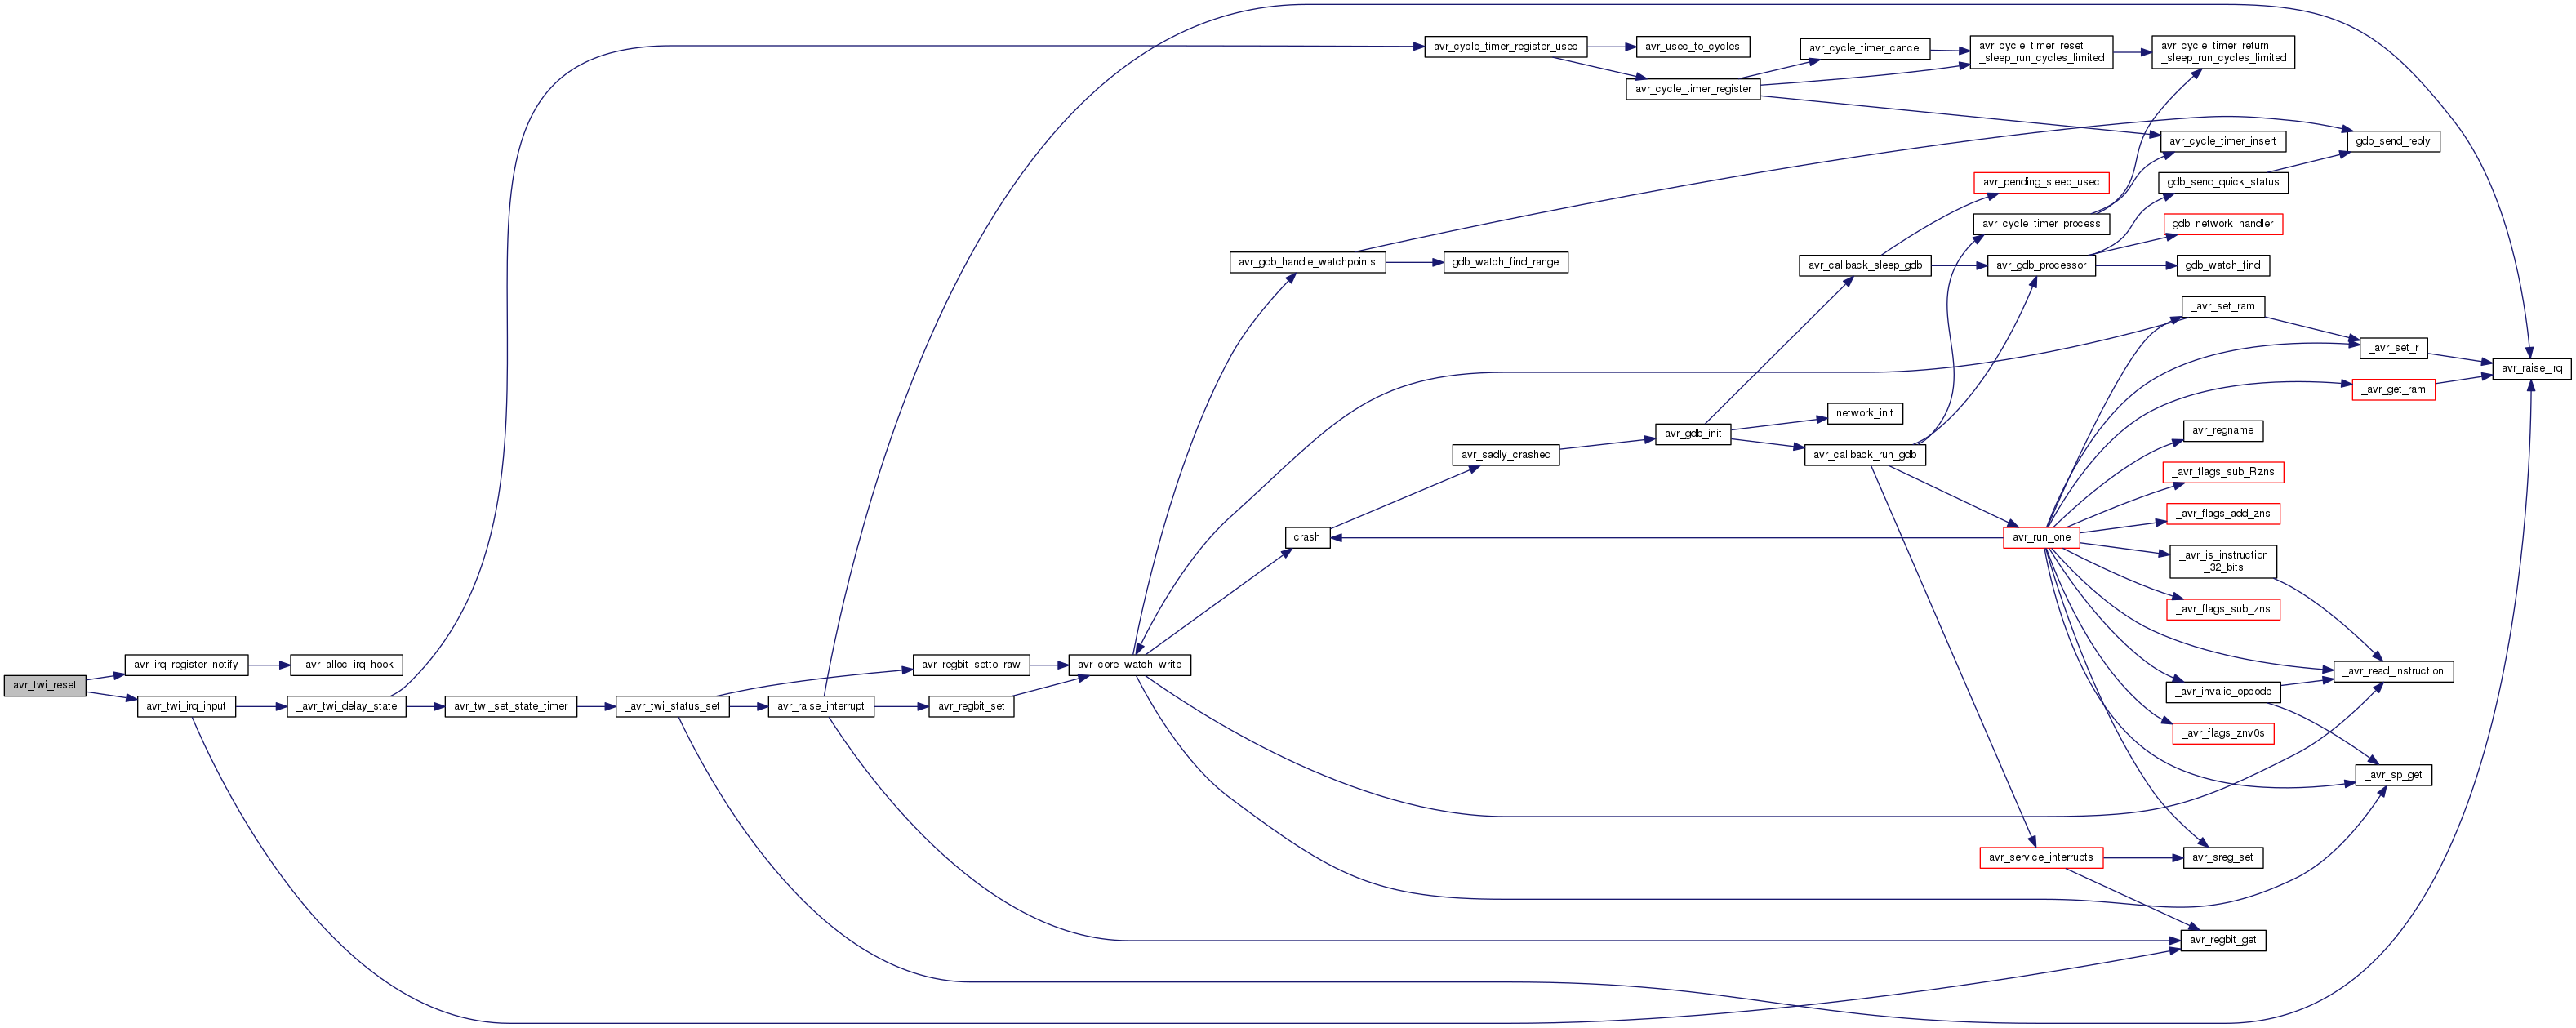 avr_twi_reset
avr_irq_register_notify
_avr_alloc_irq_hook
avr_twi_irq_input
_avr_twi_delay_state
avr_twi_set_state_timer
_avr_twi_status_set
avr_raise_interrupt
avr_regbit_setto_raw
avr_regbit_set
avr_core_watch_write
avr_gdb_handle_watchpoints
gdb_watch_find_range
crash
avr_sadly_crashed
avr_cycle_timer_register_usec
avr_usec_to_cycles
avr_cycle_timer_register
avr_cycle_timer_cancel
avr_cycle_timer_reset
_sleep_run_cycles_limited
avr_cycle_timer_return
_sleep_run_cycles_limited
avr_cycle_timer_insert
gdb_send_reply
avr_pending_sleep_usec
gdb_send_quick_status
avr_cycle_timer_process
gdb_network_handler
avr_callback_sleep_gdb
avr_gdb_processor
gdb_watch_find
_avr_set_ram
_avr_set_r
avr_raise_irq
_avr_get_ram
network_init
avr_gdb_init
avr_callback_run_gdb
avr_regname
_avr_flags_sub_Rzns
_avr_flags_add_zns
avr_run_one
_avr_is_instruction
_32_bits
_avr_flags_sub_zns
_avr_read_instruction
_avr_invalid_opcode
_avr_flags_znv0s
_avr_sp_get
avr_service_interrupts
avr_sreg_set
avr_regbit_get